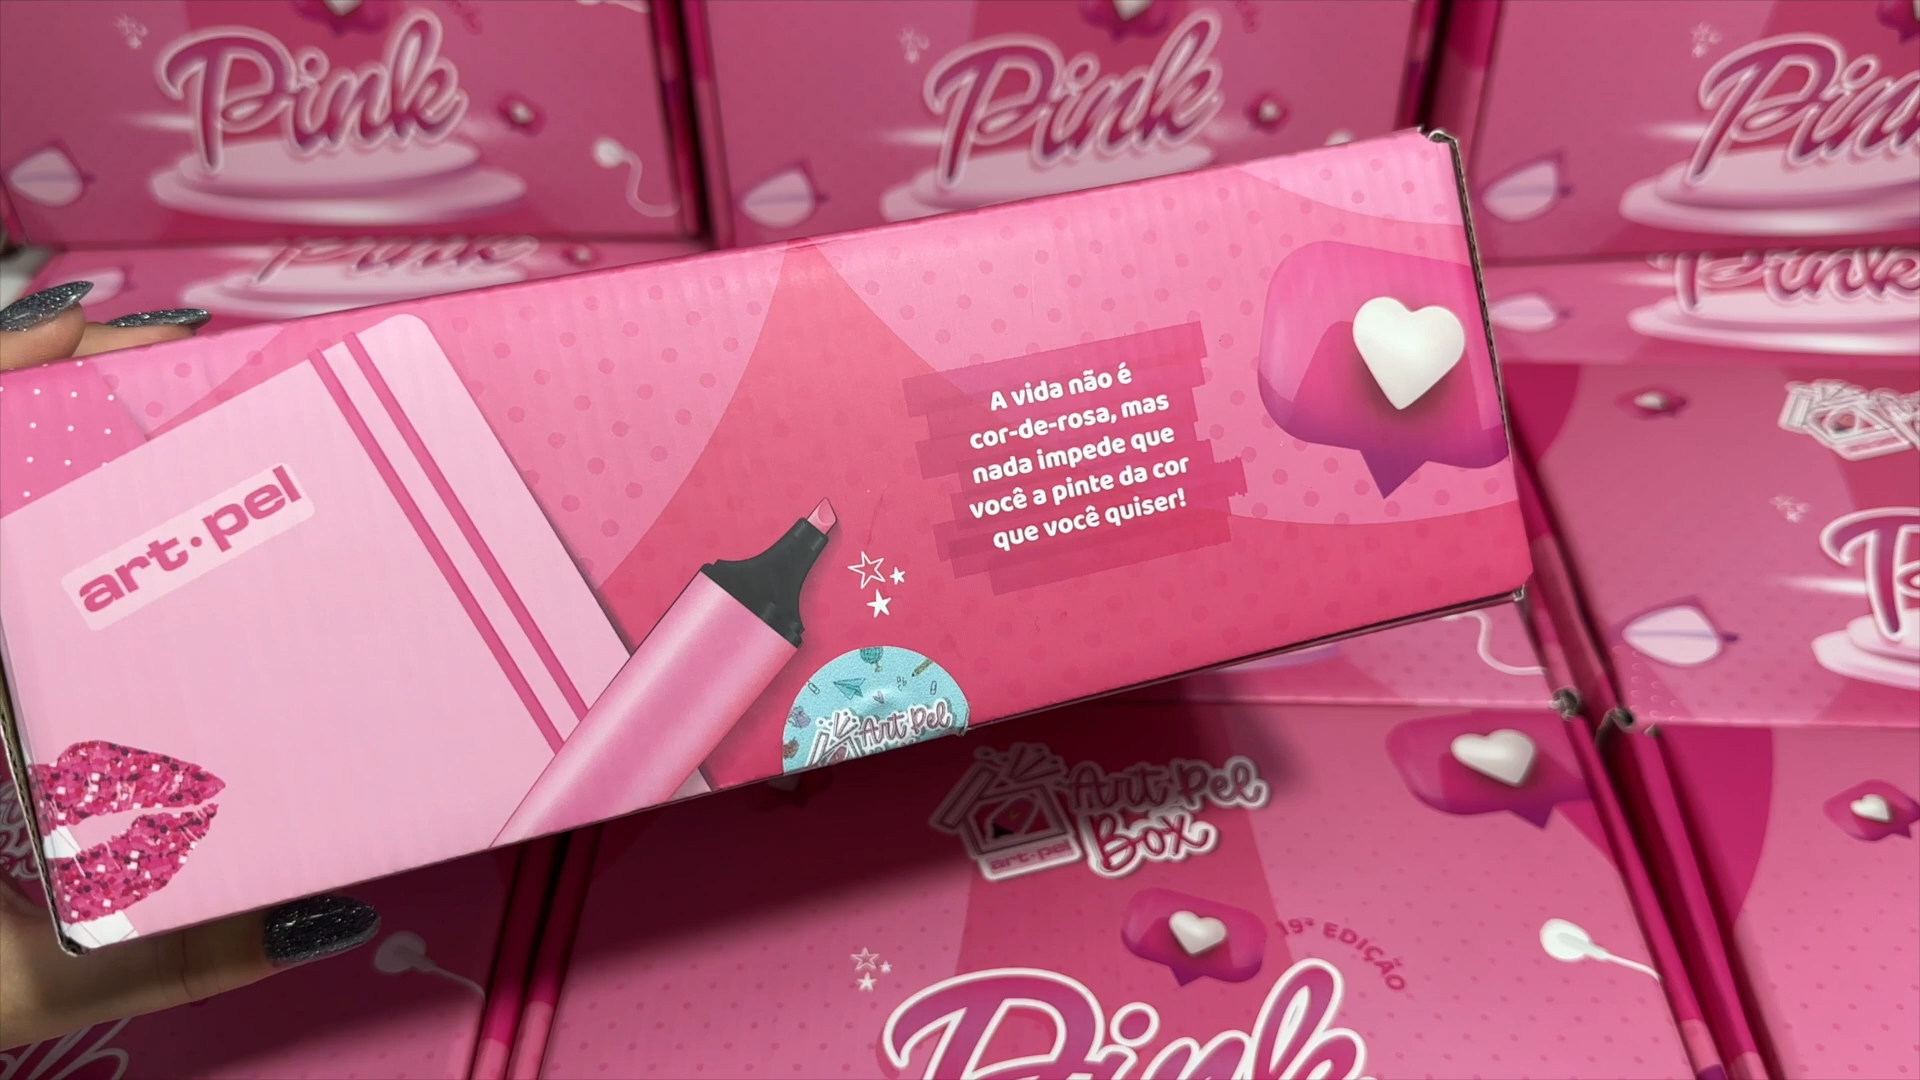 Pink
Pink
Pink
Pink
Pink
art·pel
A vida não é
cor-de-rosa, mas
nada impede que
você a pinte da cor
que você quiser!
Art Pel
Art Pel
Box
art·pel
19ª EDIÇÃO
Pink